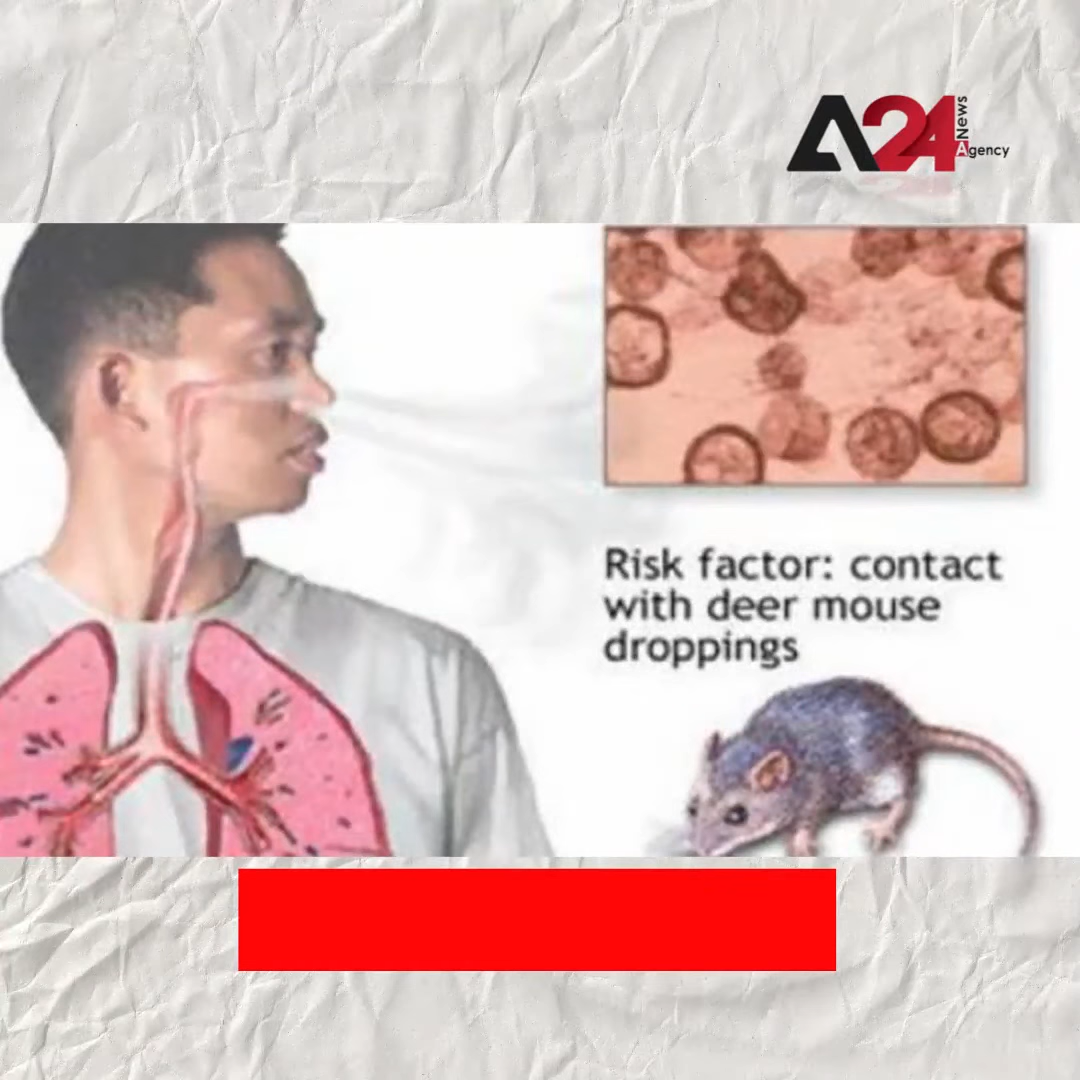 A24 News Agency
Risk factor: contact
with deer mouse
droppings